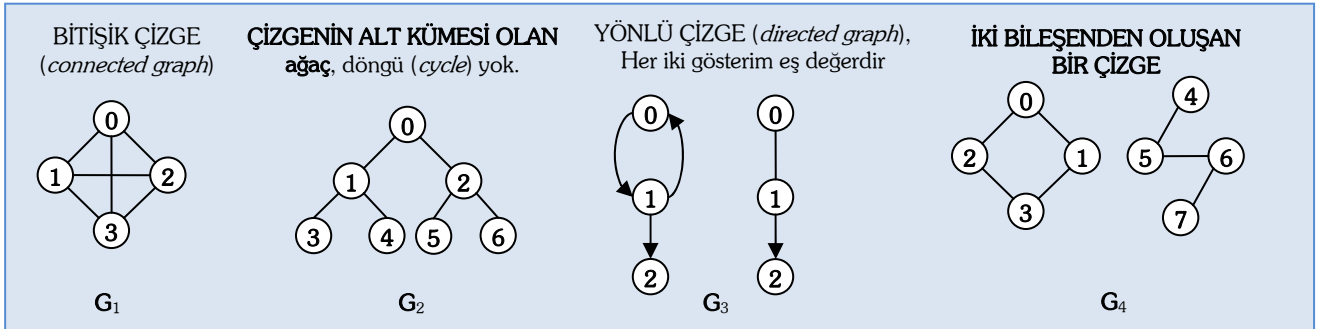 BİTİŞİK ÇİZGE
(connected graph)
0
1
2
3
G1
ÇİZGENİN ALT KÜMESİ OLAN
ağaç, döngü (cycle) yok.
0
1
2
3
4
5
6
G2
YÖNLÜ ÇİZGE (directed graph),
Her iki gösterim eş değerdir
0
1
2
0
1
2
G3
İKİ BİLEŞENDEN OLUŞAN
BİR ÇİZGE
0
2
1
3
4
5
6
7
G4